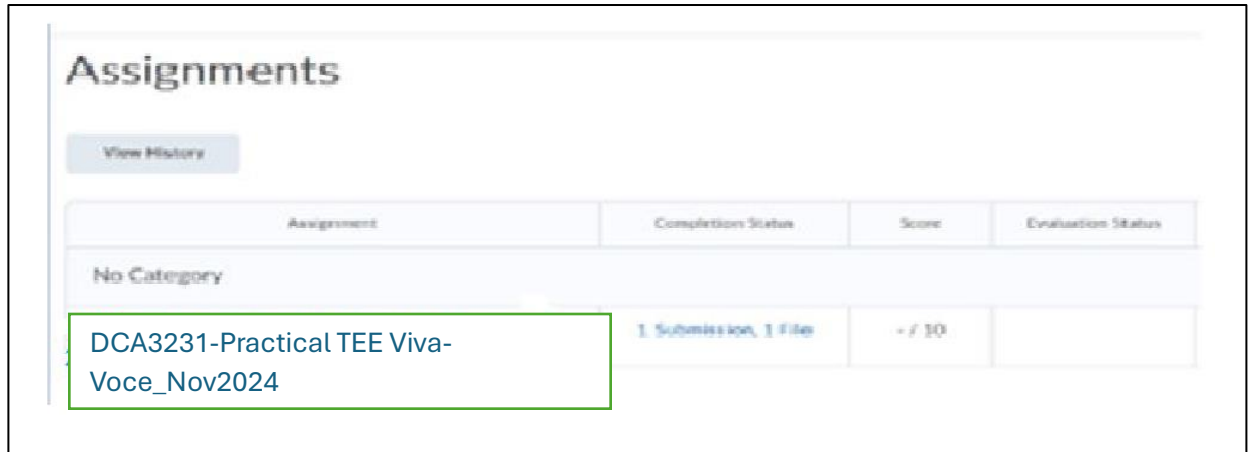 Assignments
View History
Assignment Completion Status Score Evaluation Status
No Category
DCA3231-Practical TEE Viva-
Voce_Nov2024
1 Submission, 1 File - / 10